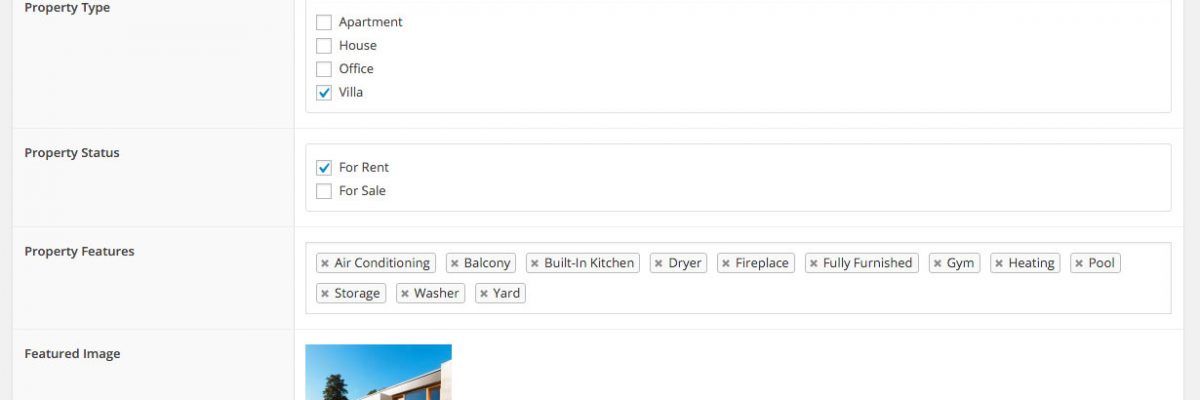 Property Type
Apartment
House
Office
Villa
Property Status
For Rent
For Sale
Property Features
× Air Conditioning × Balcony × Built-In Kitchen × Dryer × Fireplace × Fully Furnished × Gym × Heating × Pool
× Storage × Washer × Yard
Featured Image